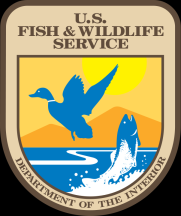 U.S.
FISH & WILDLIFE
SERVICE
DEPARTMENT OF THE INTERIOR